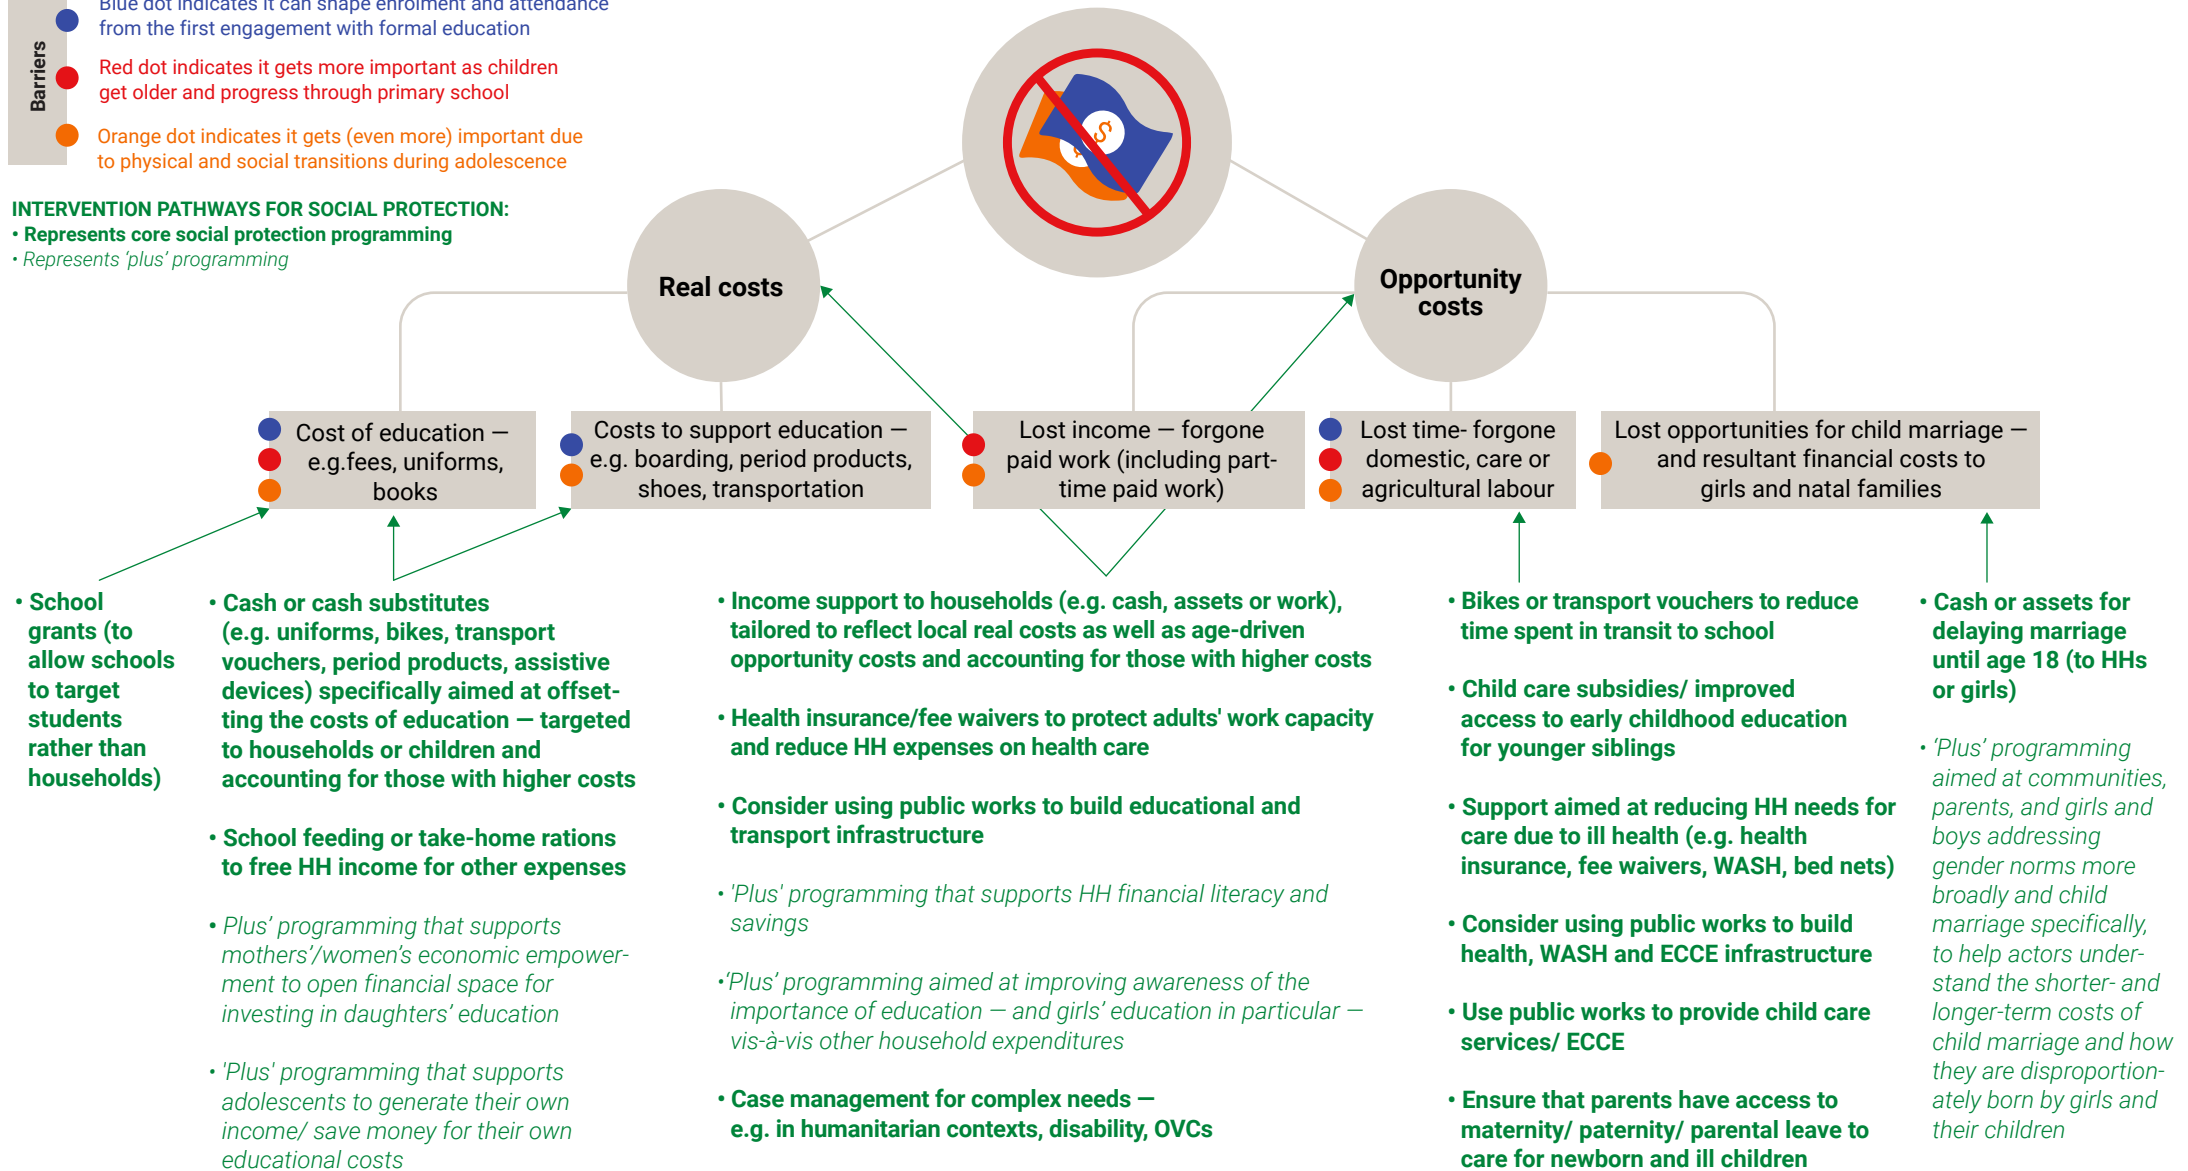 Blue dot indicates it can shape enrolment and attendance
from the first engagement with formal education
Barriers
Red dot indicates it gets more important as children
get older and progress through primary school
Orange dot indicates it gets (even more) important due
to physical and social transitions during adolescence
INTERVENTION PATHWAYS FOR SOCIAL PROTECTION:
• Represents core social protection programming
• Represents ‘plus’ programming
$
$
Real costs
Opportunity
costs
Cost of education —
e.g.fees, uniforms,
books
Costs to support education —
e.g. boarding, period products,
shoes, transportation
Lost income — forgone
paid work (including part-
time paid work)
Lost time- forgone
domestic, care or
agricultural labour
Lost opportunities for child marriage —
and resultant financial costs to
girls and natal families
• School
grants (to
allow schools
to target
students
rather than
households)
• Cash or cash substitutes
(e.g. uniforms, bikes, transport
vouchers, period products, assistive
devices) specifically aimed at offset-
ting the costs of education — targeted
to households or children and
accounting for those with higher costs
• School feeding or take-home rations
to free HH income for other expenses
• Plus’ programming that supports
mothers’/women’s economic empower-
ment to open financial space for
investing in daughters’ education
• 'Plus' programming that supports
adolescents to generate their own
income/ save money for their own
educational costs
• Income support to households (e.g. cash, assets or work),
tailored to reflect local real costs as well as age-driven
opportunity costs and accounting for those with higher costs
• Health insurance/fee waivers to protect adults' work capacity
and reduce HH expenses on health care
• Consider using public works to build educational and
transport infrastructure
• 'Plus' programming that supports HH financial literacy and
savings
•‘Plus’ programming aimed at improving awareness of the
importance of education — and girls’ education in particular —
vis-à-vis other household expenditures
• Case management for complex needs —
e.g. in humanitarian contexts, disability, OVCs
• Bikes or transport vouchers to reduce
time spent in transit to school
• Child care subsidies/ improved
access to early childhood education
for younger siblings
• Support aimed at reducing HH needs for
care due to ill health (e.g. health
insurance, fee waivers, WASH, bed nets)
• Consider using public works to build
health, WASH and ECCE infrastructure
• Use public works to provide child care
services/ ECCE
• Ensure that parents have access to
maternity/ paternity/ parental leave to
care for newborn and ill children
• Cash or assets for
delaying marriage
until age 18 (to HHs
or girls)
• ‘Plus’ programming
aimed at communities,
parents, and girls and
boys addressing
gender norms more
broadly and child
marriage specifically,
to help actors under-
stand the shorter- and
longer-term costs of
child marriage and how
they are disproportion-
ately born by girls and
their children